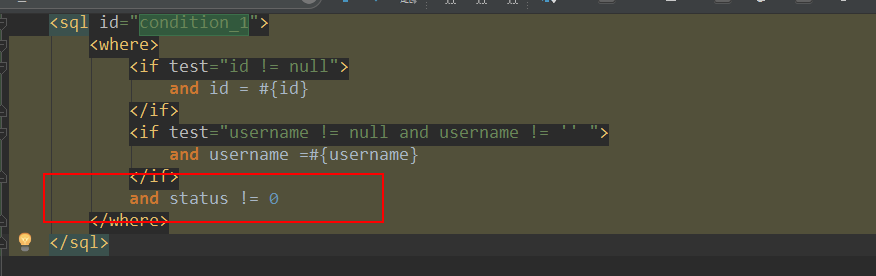 <sql id="condition_1">
<where>
<if test="id != null">
and id = #{id}
</if>
<if test="username != null and username != '' ">
and username =#{username}
</if>
and status != 0
</where>
</sql>